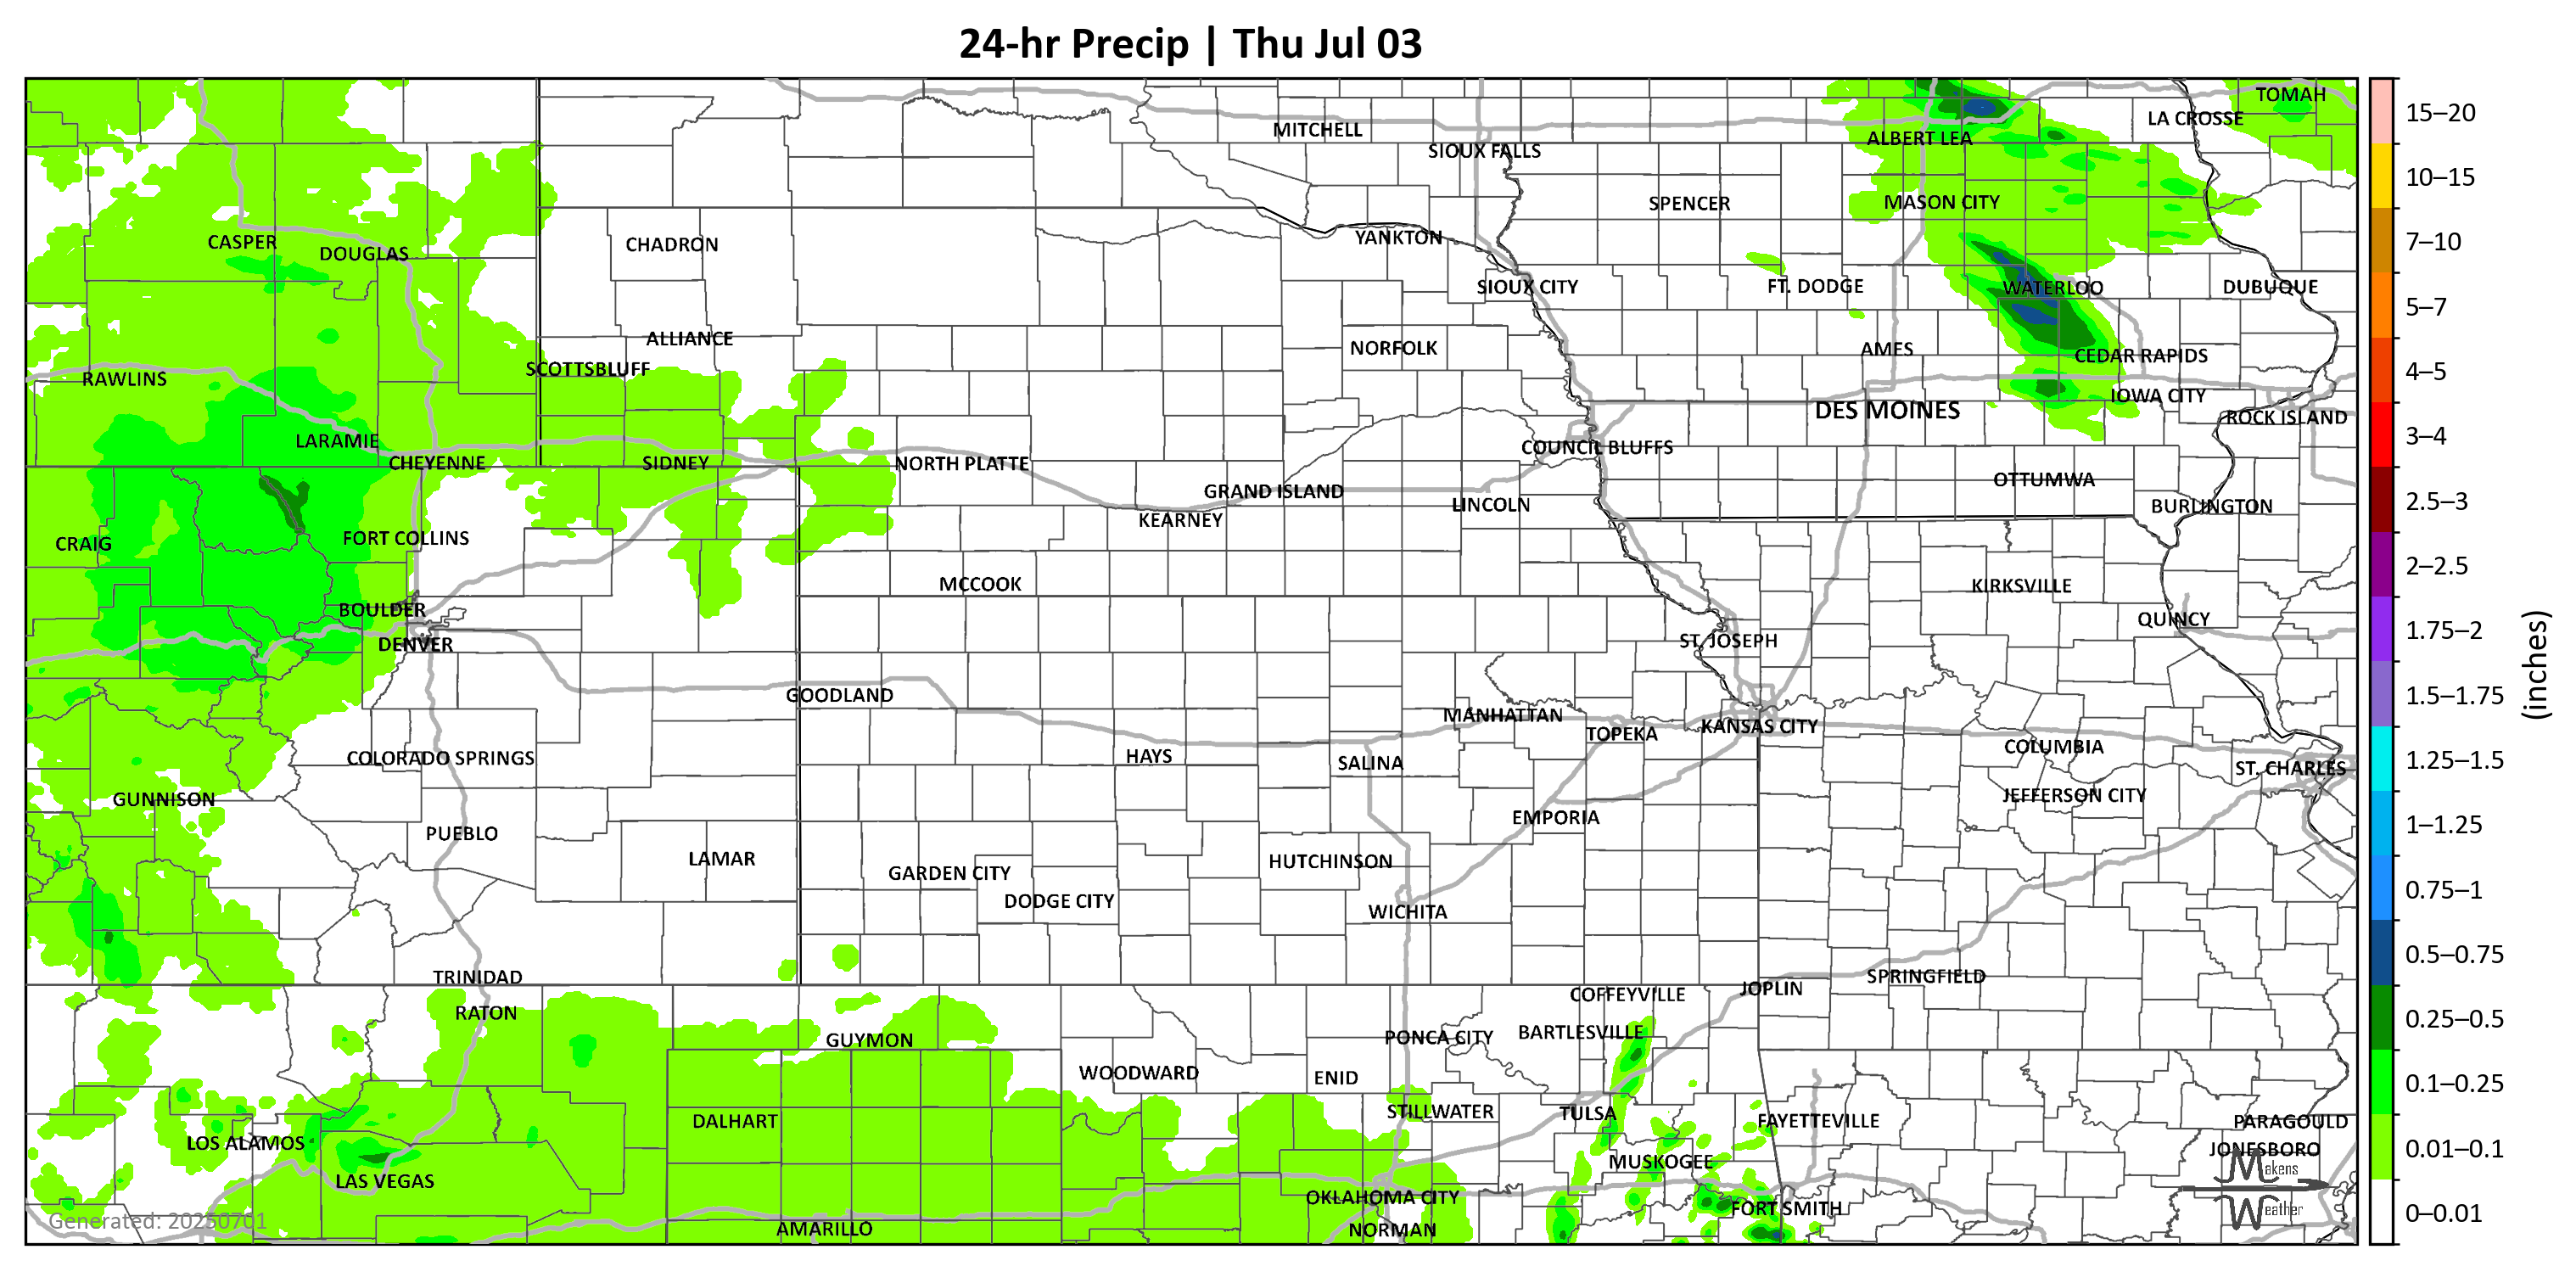 24-hr Precip | Thu Jul 03
TOMAH
LA CROSSE
MITCHELL
ALBERT LEA
SIOUX FALLS
SPENCER
MASON CITY
YANKTON
CASPER
CHADRON
DOUGLAS
SIOUX CITY
FT. DODGE
WATERLOO
DUBUQUE
ALLIANCE
NORFOLK
AMES
CEDAR RAPIDS
SCOTTSBLUFF
RAWLINS
IOWA CITY
DES MOINES
ROCK ISLAND
LARAMIE
COUNCIL BLUFFS
CHEYENNE
SIDNEY
NORTH PLATTE
OTTUMWA
GRAND ISLAND
LINCOLN
BURLINGTON
KEARNEY
FORT COLLINS
CRAIG
MCCOOK
KIRKSVILLE
BOULDER
QUINCY
DENVER
ST. JOSEPH
GOODLAND
MANHATTAN
KANSAS CITY
TOPEKA
COLUMBIA
COLORADO SPRINGS
HAYS
SALINA
ST. CHARLES
GUNNISON
JEFFERSON CITY
EMPORIA
PUEBLO
LAMAR
HUTCHINSON
GARDEN CITY
DODGE CITY
WICHITA
TRINIDAD
SPRINGFIELD
JOPLIN
COFFEYVILLE
RATON
BARTLESVILLE
PONCA CITY
GUYMON
WOODWARD
ENID
STILLWATER
TULSA
DALHART
FAYETTEVILLE
PARAGOULD
LOS ALAMOS
JONESBORO
MUSKOGEE
LAS VEGAS
OKLAHOMA CITY
FORT SMITH
AMARILLO
NORMAN
Generated: 20250701
Makens
Weather
15–20
10–15
7–10
5–7
4–5
3–4
2.5–3
2–2.5
1.75–2
1.5–1.75
1.25–1.5
1–1.25
0.75–1
0.5–0.75
0.25–0.5
0.1–0.25
0.01–0.1
0–0.01
(inches)